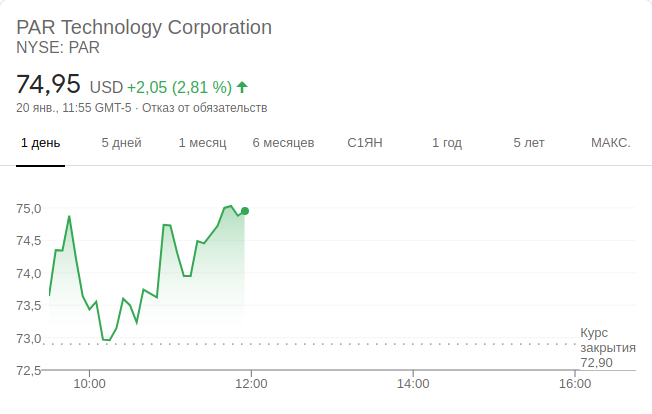 PAR Technology Corporation
NYSE: PAR
74,95 USD +2,05 (2,81 %)
20 янв., 11:55 GMT-5 · Отказ от обязательств
1 день 5 дней 1 месяц 6 месяцев С1ЯН 1 год 5 лет МАКС.
75,0
74,5
74,0
73,5
73,0
Курс
закрытия
72,90
72,5
10:00 12:00 14:00 16:00